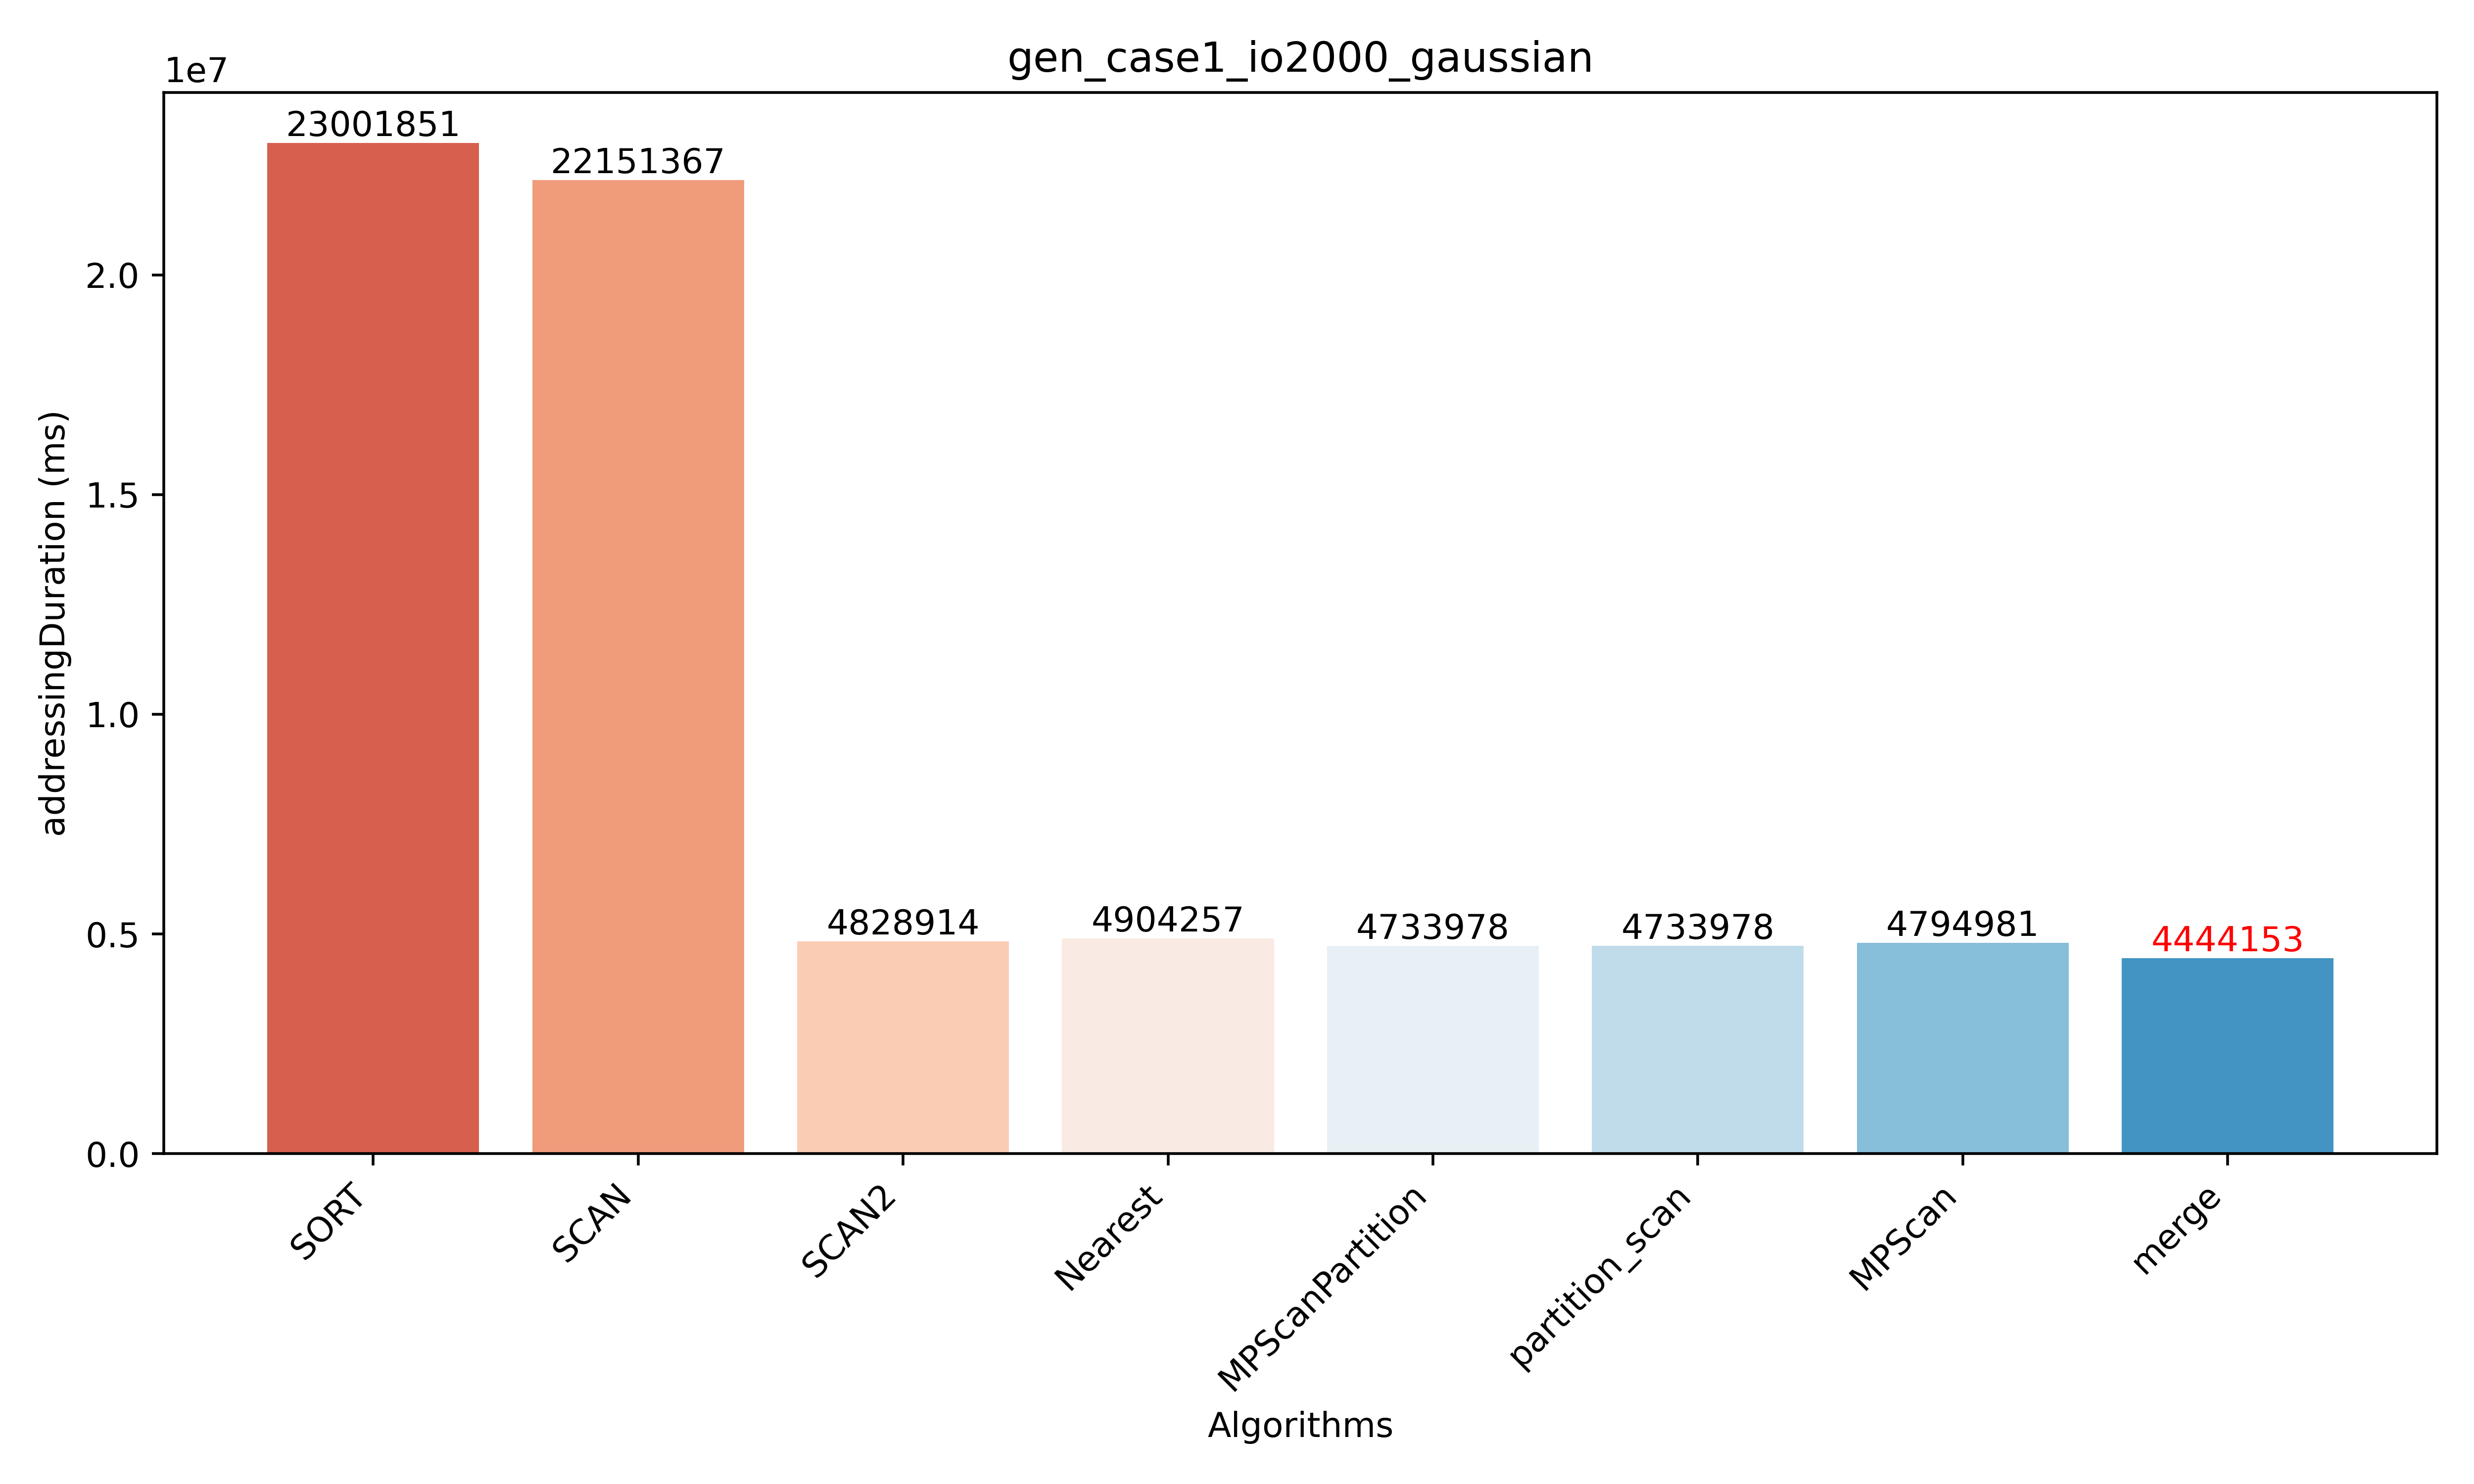 gen_case1_io2000_gaussian
1e7
23001851
22151367
4828914
4904257
4733978
4733978
4794981
4444153
2.0
1.5
1.0
0.5
0.0
addressingDuration (ms)
SORT
SCAN
SCAN2
Nearest
MPScanPartition
partition_scan
MPScan
merge
Algorithms